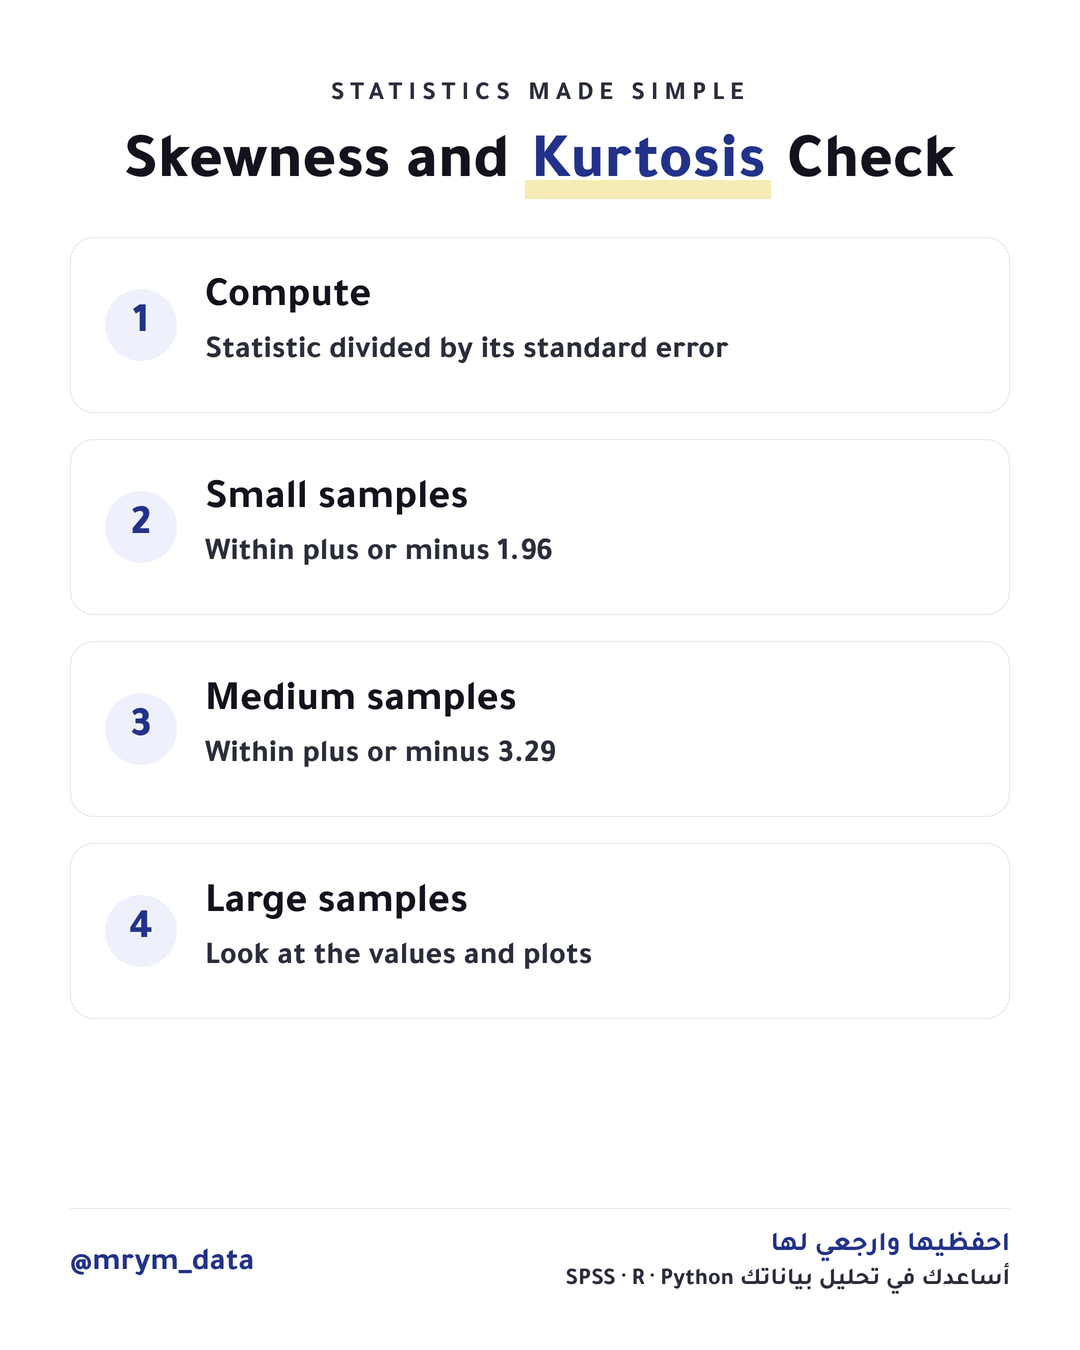 STATISTICS MADE SIMPLE
Skewness and Kurtosis Check
1
Compute
Statistic divided by its standard error
2
Small samples
Within plus or minus 1.96
3
Medium samples
Within plus or minus 3.29
4
Large samples
Look at the values and plots
@mrym_data
احفظيها وارجعي لها
أساعدك في تحليل بياناتك SPSS · R · Python